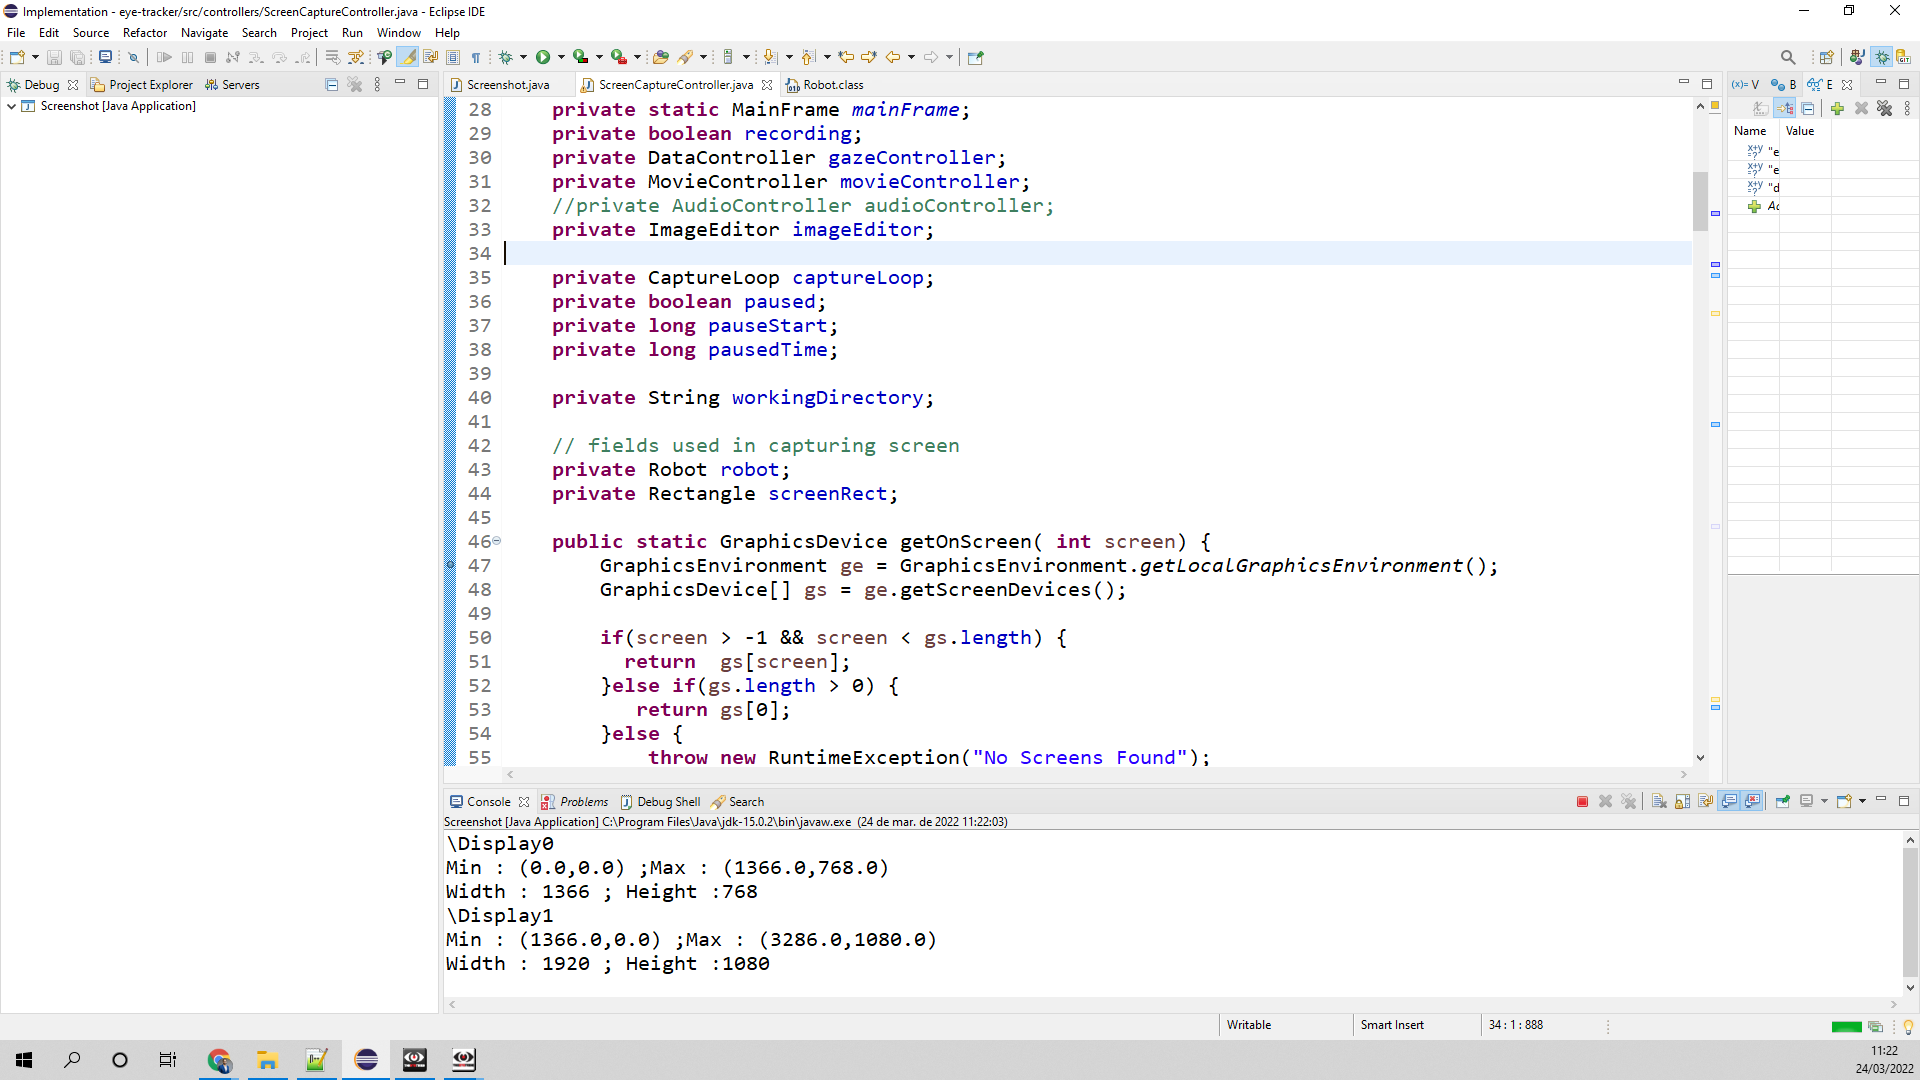 Implementation - eye-tracker/src/controllers/ScreenCaptureController.java - Eclipse IDE
File Edit Source Refactor Navigate Search Project Run Window Help
Debug Project Explorer Servers
Screenshot [Java Application]
Screenshot.java ScreenCaptureController.java Robot.class
28 private static MainFrame mainFrame;
29 private boolean recording;
30 private DataController gazeController;
31 private MovieController movieController;
32 //private AudioController audioController;
33 private ImageEditor imageEditor;
34
35 private CaptureLoop captureLoop;
36 private boolean paused;
37 private long pauseStart;
38 private long pausedTime;
39
40 private String workingDirectory;
41
42 // fields used in capturing screen
43 private Robot robot;
44 private Rectangle screenRect;
45
46 public static GraphicsDevice getOnScreen( int screen) {
47 GraphicsEnvironment ge = GraphicsEnvironment.getLocalGraphicsEnvironment();
48 GraphicsDevice[] gs = ge.getScreenDevices();
49
50 if(screen > -1 && screen < gs.length) {
51 return  gs[screen];
52 }else if(gs.length > 0) {
53 return gs[0];
54 }else {
55 throw new RuntimeException("No Screens Found");
(x)= V B E
Name Value
"e
"e
"d
Console Problems Debug Shell Search
Screenshot [Java Application] C:\Program Files\Java\jdk-15.0.2\bin\javaw.exe (24 de mar. de 2022 11:22:03)
\Display0
Min : (0.0,0.0) ;Max : (1366.0,768.0)
Width : 1366 ; Height :768
\Display1
Min : (1366.0,0.0) ;Max : (3286.0,1080.0)
Width : 1920 ; Height :1080
Writable Smart Insert 34 : 1 : 888
11:22
24/03/2022